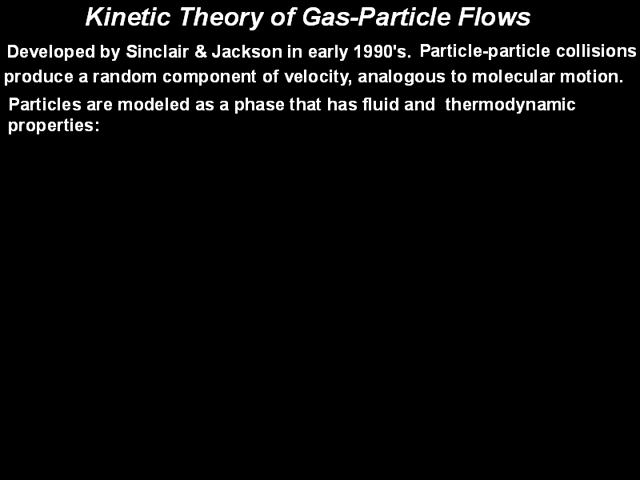 Kinetic Theory of Gas-Particle Flows
Developed by Sinclair & Jackson in early 1990's. Particle-particle collisions
produce a random component of velocity, analogous to molecular motion.
Particles are modeled as a phase that has fluid and thermodynamic
properties: